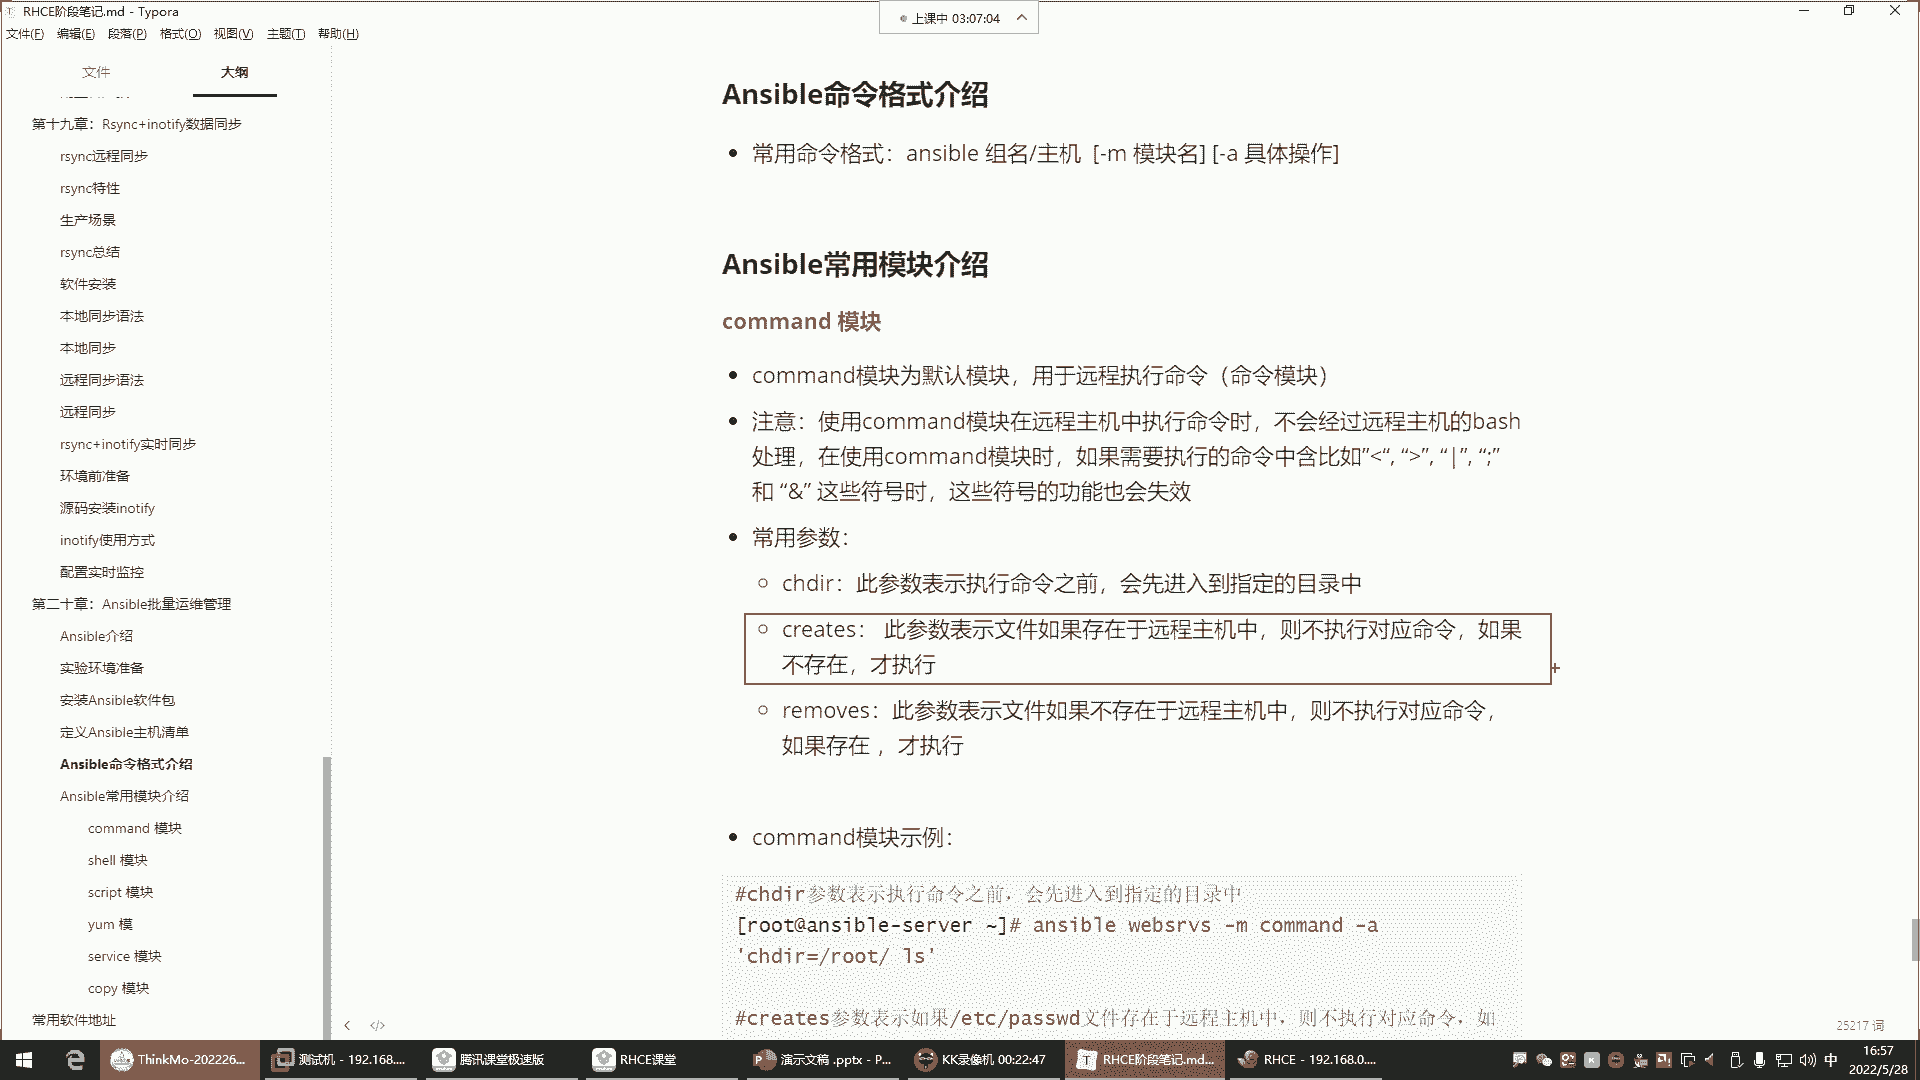 RHCE阶段笔记.md - Typora
上课中 03:07:04
文件(F) 编辑(E) 段落(P) 格式(O) 视图(V) 主题(T) 帮助(H)
文件 大纲
第十九章：Rsync+inotify数据同步
rsync远程同步
rsync特性
生产场景
rsync总结
软件安装
本地同步语法
本地同步
远程同步语法
远程同步
rsync+inotify实时同步
环境前准备
源码安装inotify
inotify使用方式
配置实时监控
第二十章：Ansible批量运维管理
Ansible介绍
实验环境准备
安装Ansible软件包
定义Ansible主机清单
Ansible命令格式介绍
Ansible常用模块介绍
command 模块
shell 模块
script 模块
yum 模
service 模块
copy 模块
常用软件地址
Ansible命令格式介绍
常用命令格式：ansible 组名/主机 [-m 模块名] [-a 具体操作]
Ansible常用模块介绍
command 模块
command模块为默认模块，用于远程执行命令（命令模块）
注意：使用command模块在远程主机中执行命令时，不会经过远程主机的bash
处理，在使用command模块时，如果需要执行的命令中含比如”<“, “>”, “|”, “;”
和 “&” 这些符号时，这些符号的功能也会失效
常用参数：
chdir：此参数表示执行命令之前，会先进入到指定的目录中
creates： 此参数表示文件如果存在于远程主机中，则不执行对应命令，如果
不存在，才执行
removes：此参数表示文件如果不存在于远程主机中，则不执行对应命令，
如果存在 ，才执行
command模块示例：
#chdir参数表示执行命令之前，会先进入到指定的目录中
[root@ansible-server ~]# ansible websrvs -m command -a
'chdir=/root/ ls'
#creates参数表示如果/etc/passwd文件存在于远程主机中，则不执行对应命令，如
25217 词
ThinkMo-202226... 测试机 - 192.168.... 腾讯课堂极速版 RHCE课堂 演示文稿 .pptx - P... KK录像机 00:22:47 RHCE阶段笔记.md... RHCE - 192.168.0.... 中 16:57
2022/5/28